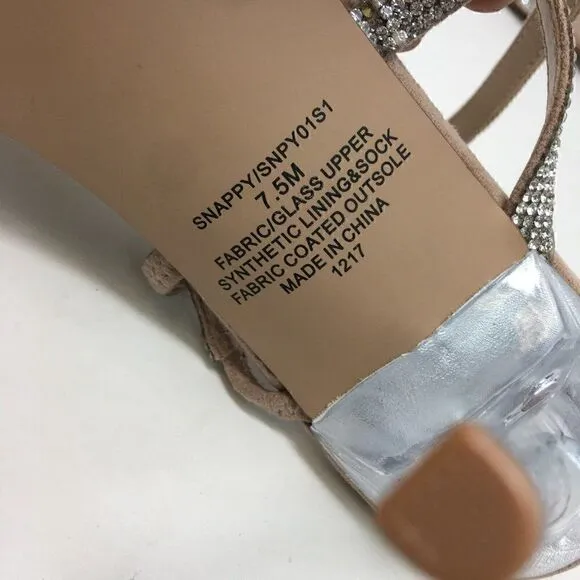 SNAPPY/SNPY01S1
7.5M
FABRIC/GLASS UPPER
SYNTHETIC LINING&SOCK
FABRIC COATED OUTSOLE
MADE IN CHINA
1217